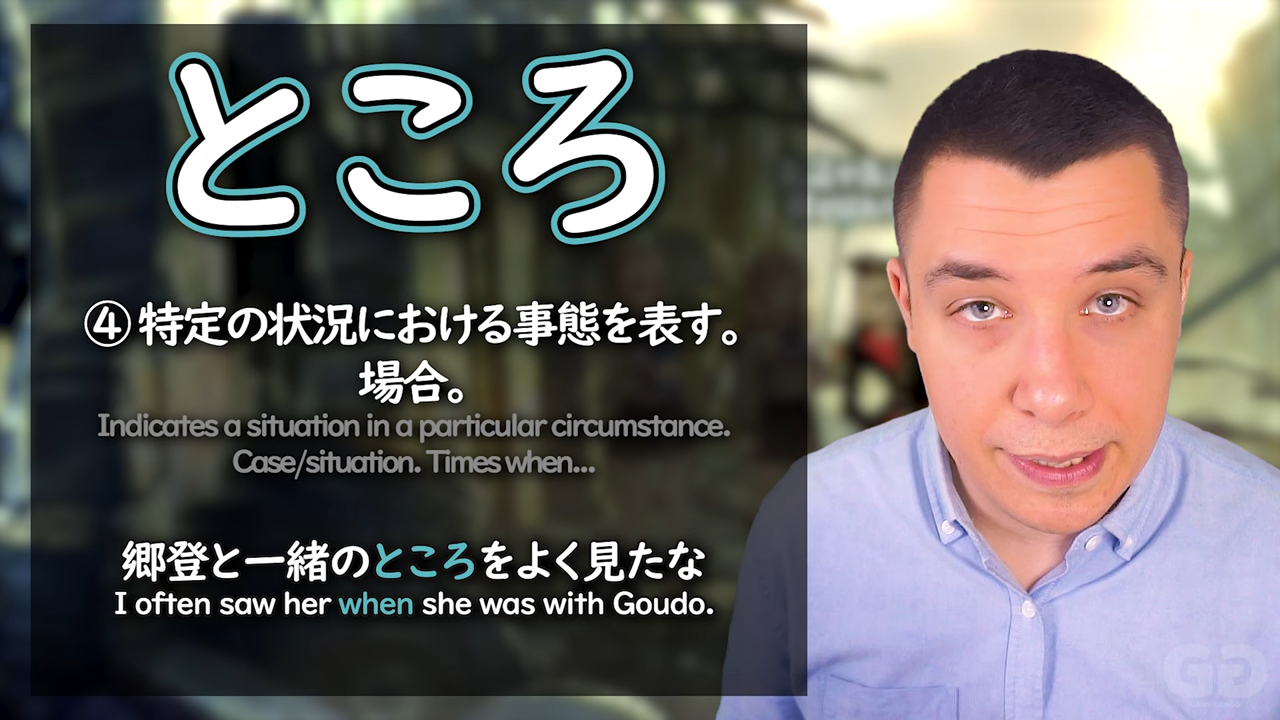 ところ
④特定の状況における事態を表す。
場合。
Indicates a situation in a particular circumstance.
Case/situation. Times when...
郷登と一緒のところをよく見たな
I often saw her when she was with Goudo.